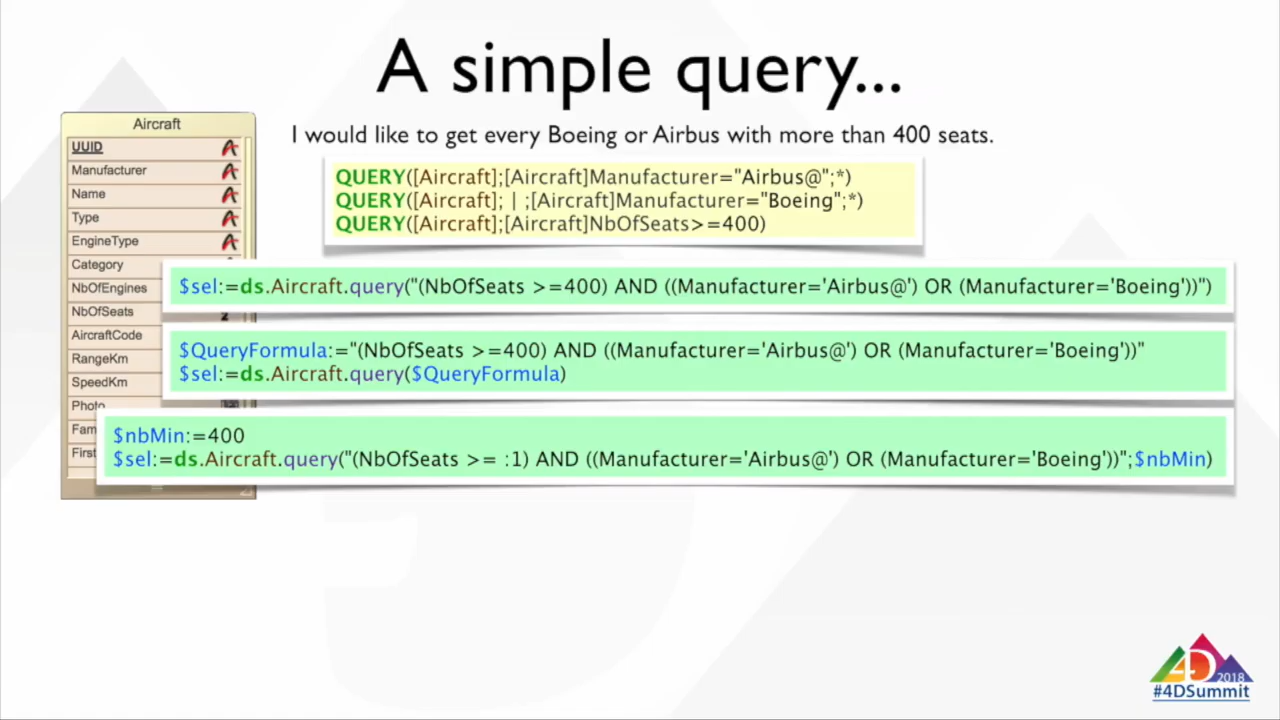 A simple query...
I would like to get every Boeing or Airbus with more than 400 seats.
Aircraft
UUID
Manufacturer
Name
Type
EngineType
Category
NbOfEngines
NbOfSeats
AircraftCode
RangeKm
SpeedKm
Photo
Fam
First
QUERY([Aircraft];[Aircraft]Manufacturer="Airbus@";*)
QUERY([Aircraft]; | ;[Aircraft]Manufacturer="Boeing";*)
QUERY([Aircraft];[Aircraft]NbOfSeats>=400)
$sel:=ds.Aircraft.query("(NbOfSeats >=400) AND ((Manufacturer='Airbus@') OR (Manufacturer='Boeing'))")
$QueryFormula:="(NbOfSeats >=400) AND ((Manufacturer='Airbus@') OR (Manufacturer='Boeing'))"
$sel:=ds.Aircraft.query($QueryFormula)
$nbMin:=400
$sel:=ds.Aircraft.query("(NbOfSeats >= :1) AND ((Manufacturer='Airbus@') OR (Manufacturer='Boeing'))";$nbMin)
4D
2018
#4DSummit